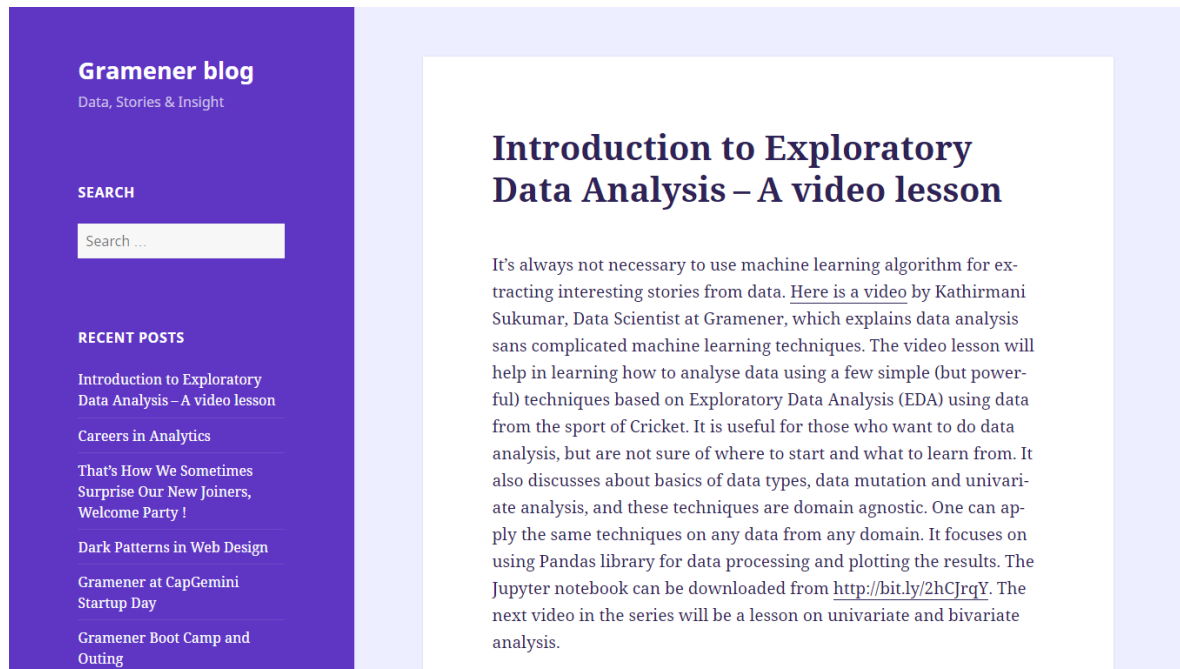 Gramener blog
Data, Stories & Insight
SEARCH
Search ...
RECENT POSTS
Introduction to Exploratory
Data Analysis – A video lesson
Careers in Analytics
That’s How We Sometimes
Surprise Our New Joiners,
Welcome Party !
Dark Patterns in Web Design
Gramener at CapGemini
Startup Day
Gramener Boot Camp and
Outing
Introduction to Exploratory
Data Analysis – A video lesson
It’s always not necessary to use machine learning algorithm for ex-
tracting interesting stories from data. Here is a video by Kathirmani
Sukumar, Data Scientist at Gramener, which explains data analysis
sans complicated machine learning techniques. The video lesson will
help in learning how to analyse data using a few simple (but power-
ful) techniques based on Exploratory Data Analysis (EDA) using data
from the sport of Cricket. It is useful for those who want to do data
analysis, but are not sure of where to start and what to learn from. It
also discusses about basics of data types, data mutation and univari-
ate analysis, and these techniques are domain agnostic. One can ap-
ply the same techniques on any data from any domain. It focuses on
using Pandas library for data processing and plotting the results. The
Jupyter notebook can be downloaded from http://bit.ly/2hCJrqY. The
next video in the series will be a lesson on univariate and bivariate
analysis.